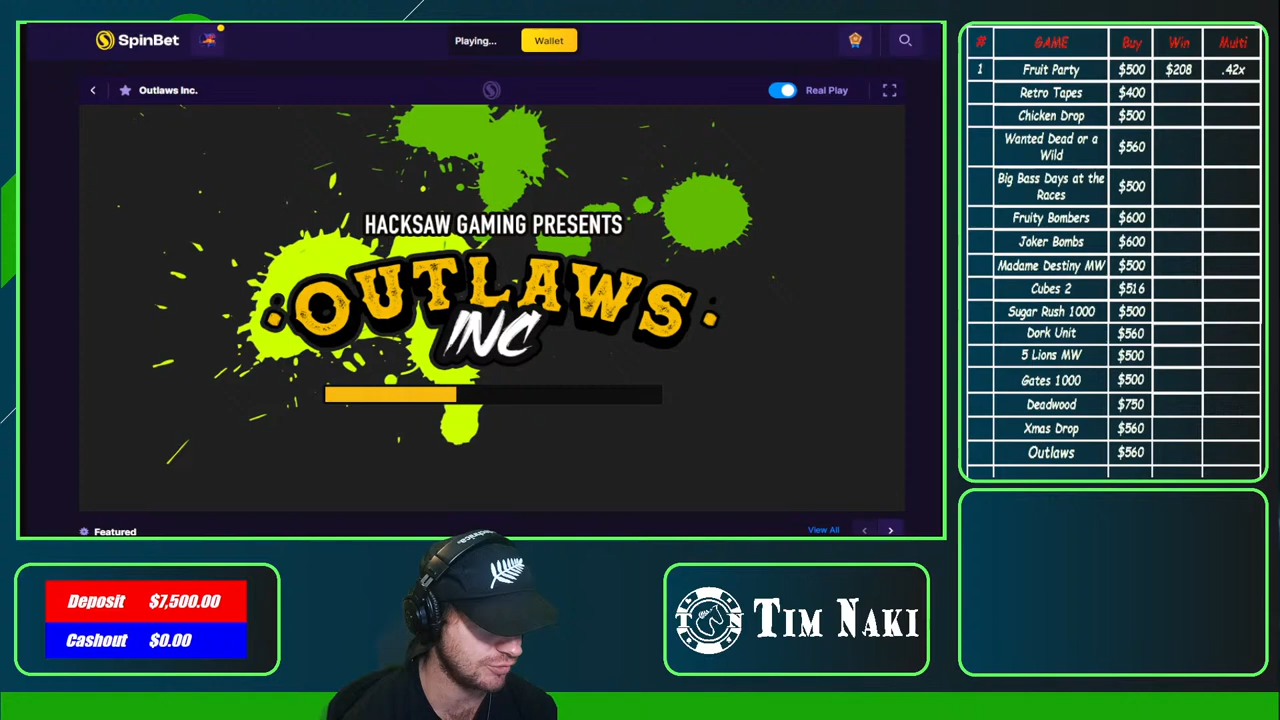 SpinBet
Playing...
Wallet
Outlaws Inc.
Real Play
HACKSAW GAMING PRESENTS
OUTLAWS
INC
Featured
View All
# GAME Buy Win Multi
1 Fruit Party $500 $208 .42x
Retro Tapes $400
Chicken Drop $500
Wanted Dead or a
Wild $560
Big Bass Days at the
Races $500
Fruity Bombers $600
Joker Bombs $600
Madame Destiny MW $500
Cubes 2 $516
Sugar Rush 1000 $500
Dork Unit $560
5 Lions MW $500
Gates 1000 $500
Deadwood $750
Xmas Drop $560
Outlaws $560
Deposit $7,500.00
Cashout $0.00
TIM NAKI